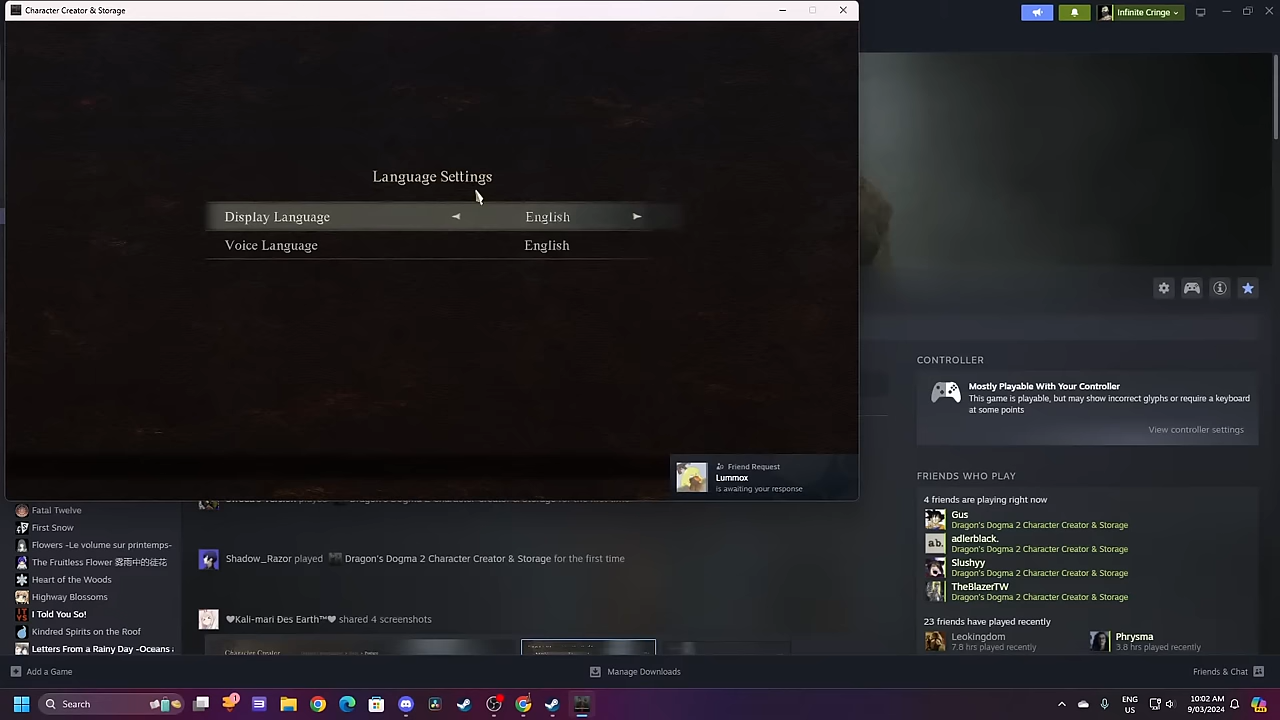 Character Creator & Storage
Infinite Cringe
Language Settings
Display Language
English
Voice Language
English
Friend Request
Lummox
is awaiting your response
CONTROLLER
Mostly Playable With Your Controller
This game is playable, but may show incorrect glyphs or require a keyboard
at some points
View controller settings
FRIENDS WHO PLAY
4 friends are playing right now
Gus
Dragon's Dogma 2 Character Creator & Storage
adlerblack.
Dragon's Dogma 2 Character Creator & Storage
Slushyy
Dragon's Dogma 2 Character Creator & Storage
TheBlazerTW
Dragon's Dogma 2 Character Creator & Storage
23 friends have played recently
Leokingdom
7.8 hrs played recently
Phrysma
3.8 hrs played recently
Fatal Twelve
First Snow
Flowers -Le volume sur printemps-
The Fruitless Flower 雾雨中的徒花
Heart of the Woods
Highway Blossoms
I Told You So!
Kindred Spirits on the Roof
Letters From a Rainy Day -Oceans a
Shadow_Razor played Dragon's Dogma 2 Character Creator & Storage for the first time
♥Kali-mari Ðes Earth™♥ shared 4 screenshots
Character Creator
Add a Game
Manage Downloads
Friends & Chat
Search
1
ENG
US
10:02 AM
9/03/2024